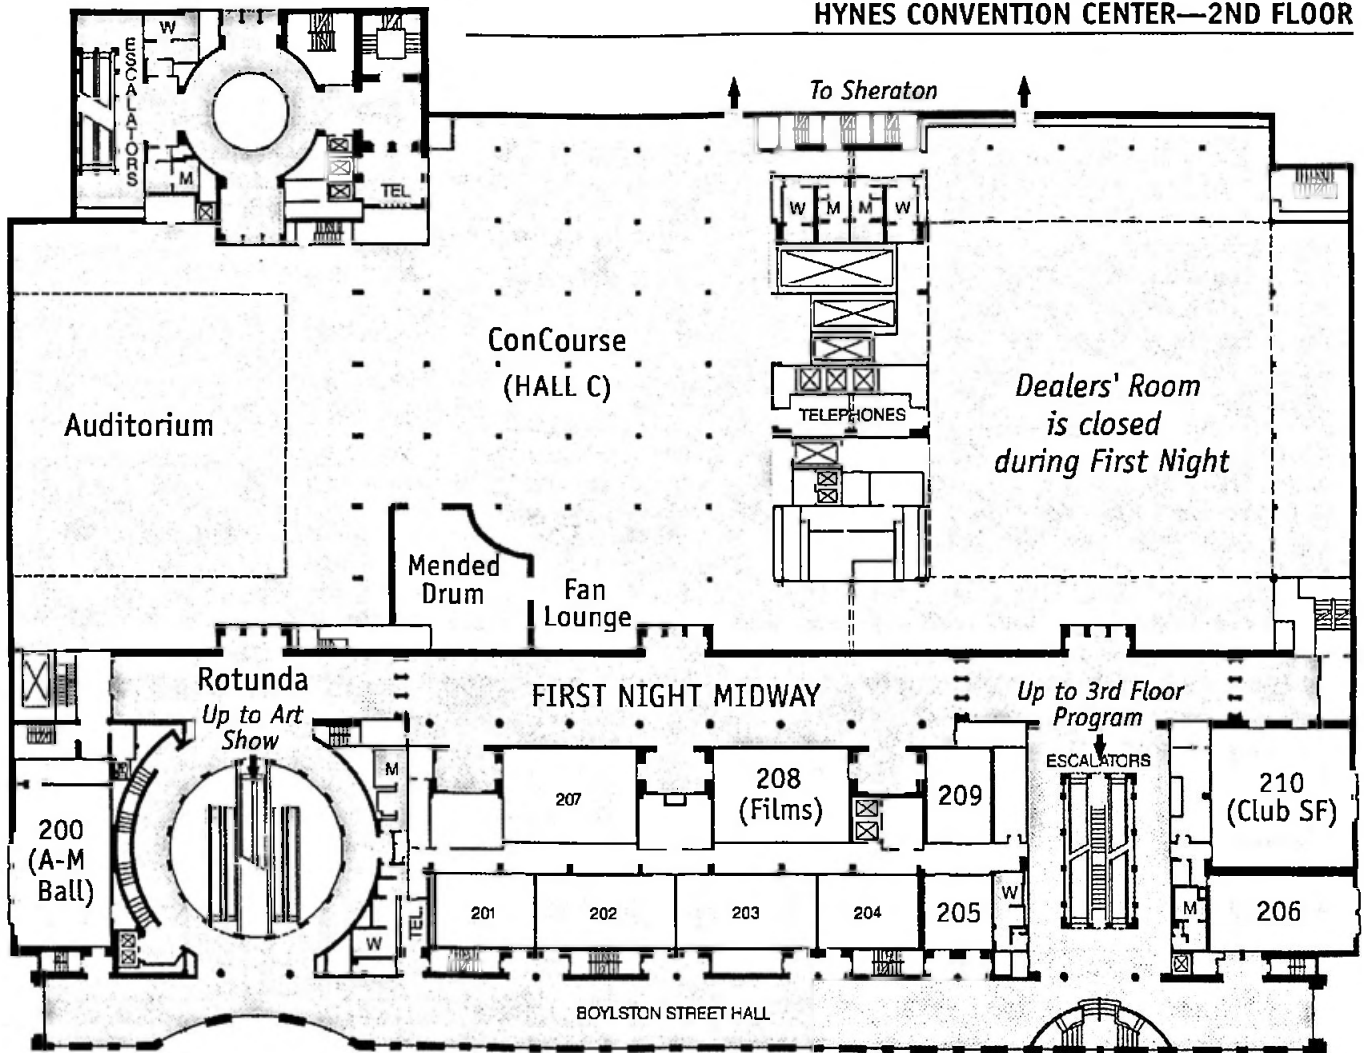 HYNES CONVENTION CENTER—2ND FLOOR
W
ESCALATORS
M
TEL.
To Sheraton
W
M
M
W
ConCourse
(HALL C)
TELEPHONES
Auditorium
Dealers' Room
is closed
during First Night
Mended
Drum
Fan
Lounge
Rotunda
Up to Art
Show
FIRST NIGHT MIDWAY
Up to 3rd Floor
Program
ESCALATORS
M
207
208
(Films)
209
210
(Club SF)
200
(A-M
Ball)
W
TEL.
201
202
203
204
205
W
M
206
BOYLSTON STREET HALL